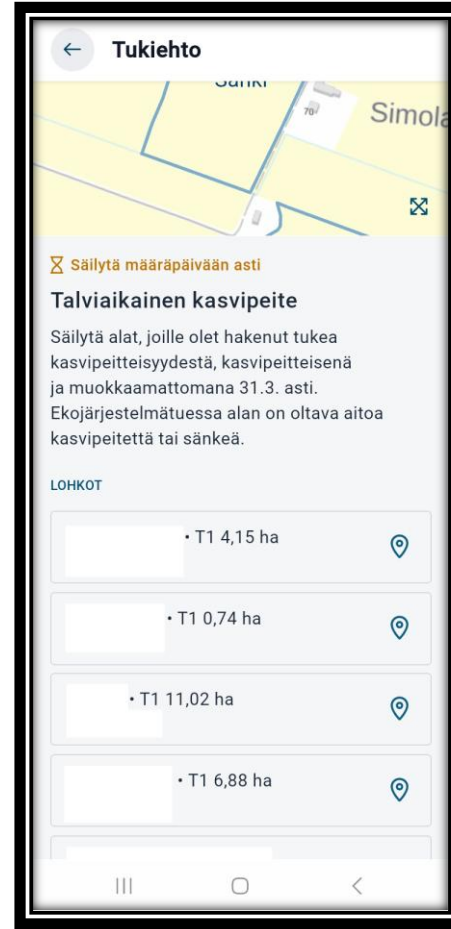 Tukiehto
Sänki
70
Simola
Säilytä määräpäivään asti
Talviaikainen kasvipeite
Säilytä alat, joille olet hakenut tukea
kasvipeitteisyydestä, kasvipeitteisenä
ja muokkaamattomana 31.3. asti.
Ekojärjestelmätuessa alan on oltava aitoa
kasvipeitettä tai sänkeä.
LOHKOT
• T1 4,15 ha
• T1 0,74 ha
• T1 11,02 ha
• T1 6,88 ha